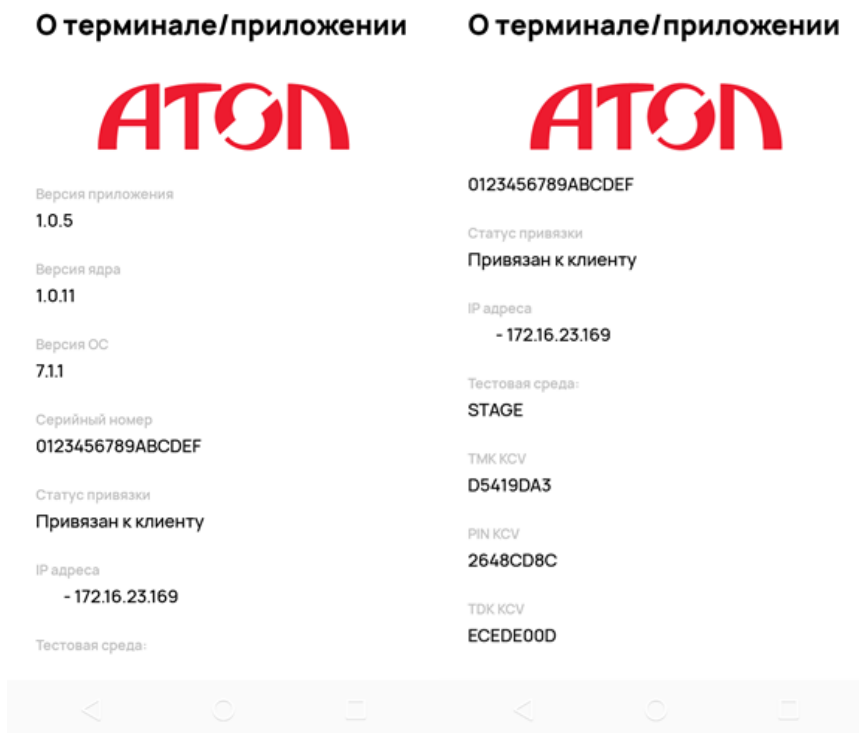 О терминале/приложении
АТОЛ
Версия приложения
1.0.5
Версия ядра
1.0.11
Версия ОС
7.1.1
Серийный номер
0123456789ABCDEF
Статус привязки
Привязан к клиенту
IP адреса
- 172.16.23.169
Тестовая среда:
О терминале/приложении
АТОЛ
0123456789ABCDEF
Статус привязки
Привязан к клиенту
IP адреса
- 172.16.23.169
Тестовая среда:
STAGE
TMK KCV
D5419DA3
PIN KCV
2648CD8C
TDK KCV
ECEDE00D